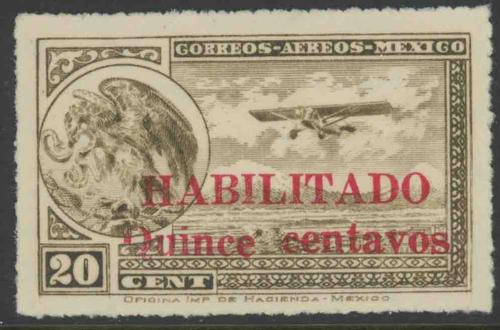 CORREOS-AEREOS-MEXICO
HABILITADO
Quince centavos
20
CENT
OFICINA IMP. DE HACIENDA-MEXICO